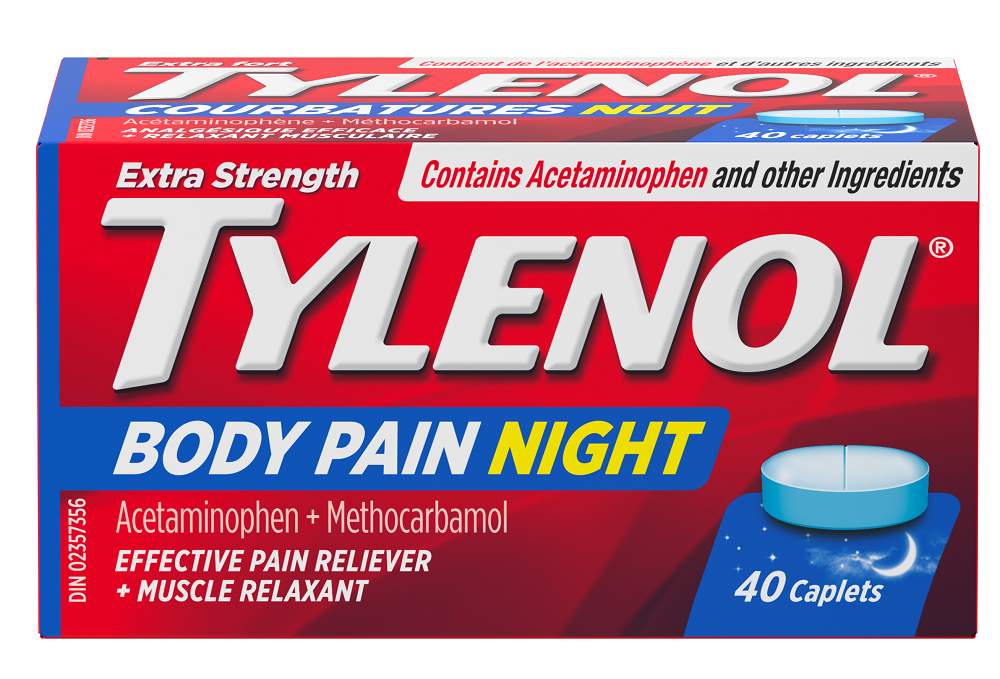 Extra fort
Contient de l'acétaminophène et d'autres ingrédients
TYLENOL®
COURBATURES NUIT
Acétaminophène + Méthocarbamol
ANALGÉSIQUE EFFICACE
+ RELAXANT MUSCULAIRE
40 caplets
Extra Strength
Contains Acetaminophen and other Ingredients
TYLENOL®
BODY PAIN NIGHT
DIN 02357356
Acetaminophen + Methocarbamol
EFFECTIVE PAIN RELIEVER
+ MUSCLE RELAXANT
40 Caplets